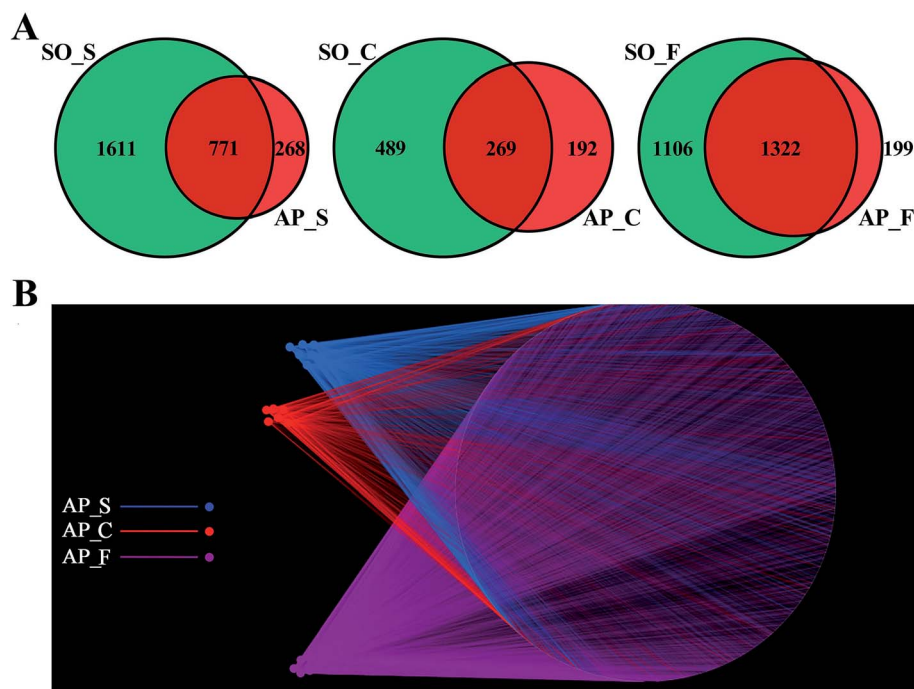 A
SO_S
1611
771
268
AP_S
SO_C
489
269
192
AP_C
SO_F
1106
1322
199
AP_F
B
AP_S
AP_C
AP_F